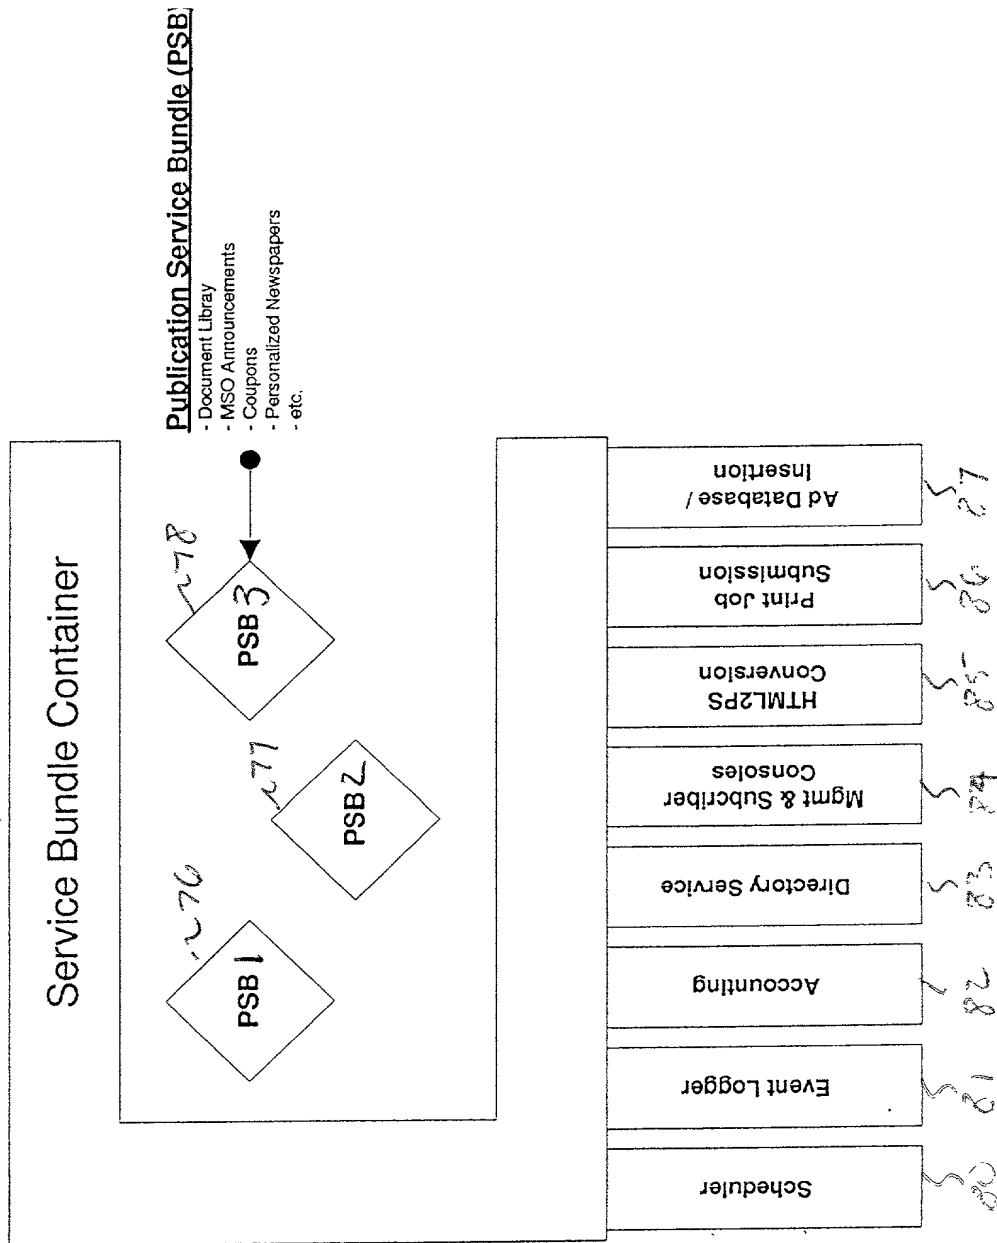 Service Bundle Container
Publication Service Bundle (PSB
- Document Libray
- MSO Announcements
- Coupons
- Personalized Newspapers
- etc.
76
PSB 1
77
PSB 2
78
PSB 3
Scheduler
Event Logger
Accounting
Directory Service
Mgmt & Subcriber
Consoles
HTML2PS
Conversion
Print Job
Submission
Ad Database /
Insertion
80
81
82
83
84
85
86
87